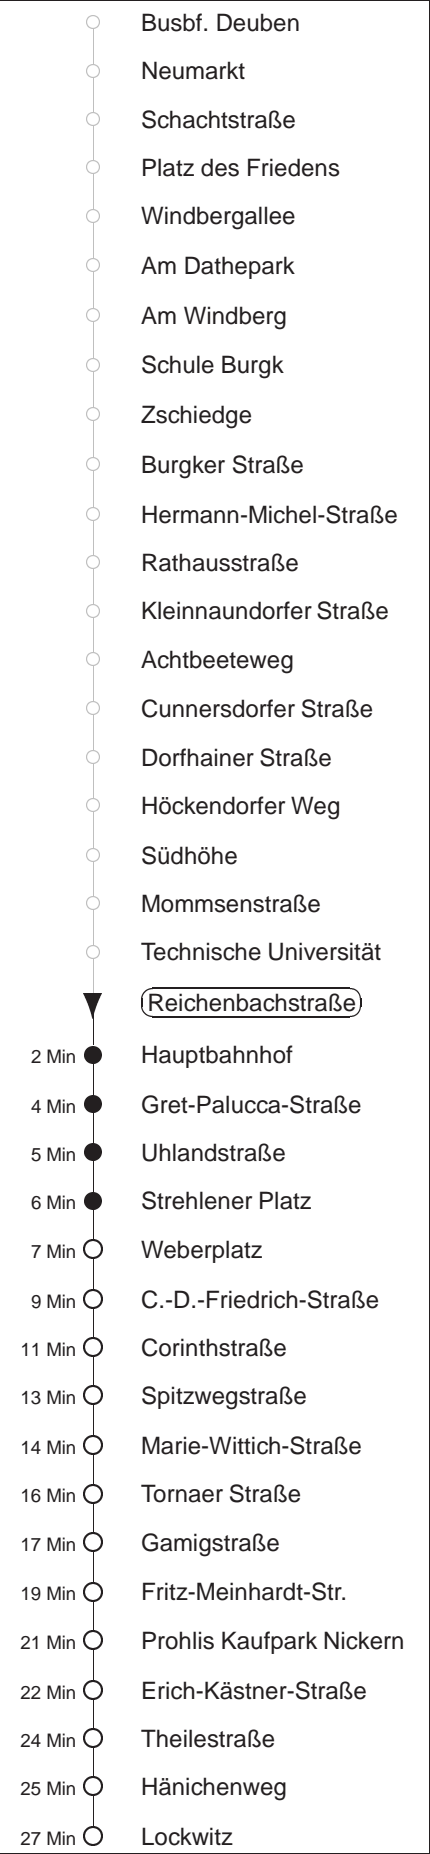 Busbf. Deuben
Neumarkt
Schachtstraße
Platz des Friedens
Windbergallee
Am Dathepark
Am Windberg
Schule Burgk
Zschiedge
Burgker Straße
Hermann-Michel-Straße
Rathausstraße
Kleinnaundorfer Straße
Achtbeeteweg
Cunnersdorfer Straße
Dorfhainer Straße
Höckendorfer Weg
Südhöhe
Mommsenstraße
Technische Universität
Reichenbachstraße
2 Min Hauptbahnhof
4 Min Gret-Palucca-Straße
5 Min Uhlandstraße
6 Min Strehlener Platz
7 Min Weberplatz
9 Min C.-D.-Friedrich-Straße
11 Min Corinthstraße
13 Min Spitzwegstraße
14 Min Marie-Wittich-Straße
16 Min Tornaer Straße
17 Min Gamigstraße
19 Min Fritz-Meinhardt-Str.
21 Min Prohlis Kaufpark Nickern
22 Min Erich-Kästner-Straße
24 Min Theilestraße
25 Min Hänichenweg
27 Min Lockwitz